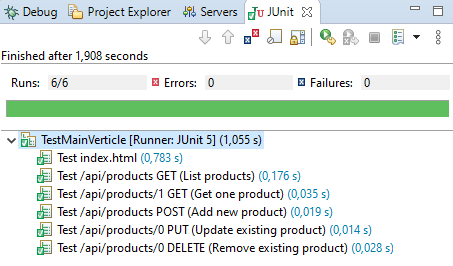 Debug Project Explorer Servers JUnit
Finished after 1,908 seconds
Runs: 6/6 Errors: 0 Failures: 0
TestMainVerticle [Runner: JUnit 5] (1,055 s)
Test index.html (0,783 s)
Test /api/products GET (List products) (0,176 s)
Test /api/products/1 GET (Get one product) (0,035 s)
Test /api/products POST (Add new product) (0,019 s)
Test /api/products/0 PUT (Update existing product) (0,014 s)
Test /api/products/0 DELETE (Remove existing product) (0,028 s)